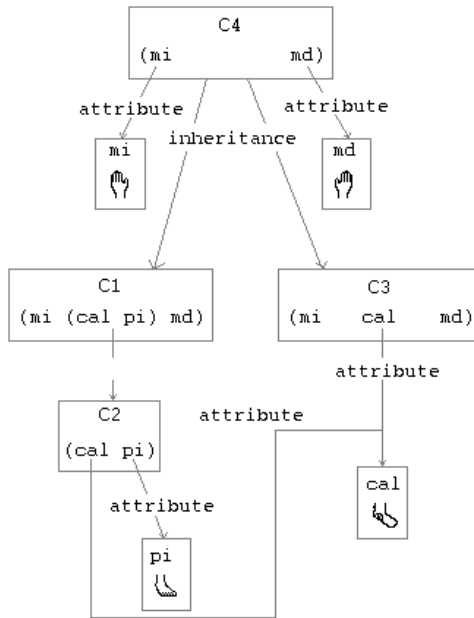 C4
(mi md)
attribute attribute
inheritance
mi md
C1 C3
(mi (cal pi) md) (mi cal md)
attribute
C2 attribute
(cal pi)
cal
attribute
pi